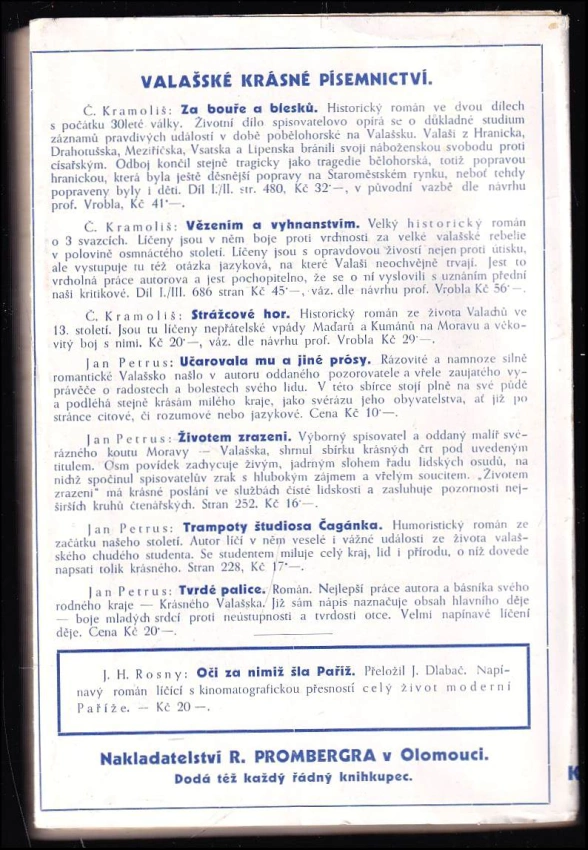 VALAŠSKÉ KRÁSNÉ PÍSEMNICTVÍ.
Č. Kramoliš: Za bouře a blesků. Historický román ve dvou dílech
s počátku 30leté války. Životní dílo spisovatelovo opírá se o důkladné studium
záznamů pravdivých událostí v době pobělohorské na Valašsku. Valaši z Hranicka,
Drahotušska, Meziříčska, Vsatska a Lipenska bránili svoji náboženskou svobodu proti
císařským. Odboj končil stejně tragicky jako tragedie bělohorská, totiž popravou
hranickou, která byla ještě děsnější popravy na Staroměstském rynku, neboť tehdy
popraveny byly i děti. Díl I./II. str. 480, Kč 32·—, v původní vazbě dle návrhu
prof. Vrobla, Kč 41·—.
Č. Kramoliš: Vězením a vyhnanstvím. Velký historický román
o 3 svazcích. Líčeny jsou v něm boje proti vrchnosti za velké valašské rebelie
v polovině osmnáctého století. Líčeny jsou s opravdovou živostí nejen proti útisku,
ale vystupuje tu též otázka jazyková, na které Valaši neochvějně trvají. Jest to
vrcholná práce autorova a jest pochopitelno, že se o ní vyslovili s uznáním přední
naši kritikové. Díl I./III. 686 stran Kč 45·—, váz. dle návrhu prof. Vrobla Kč 56·—.
Č. Kramoliš: Strážcové hor. Historický román ze života Valachů ve
13. století. Jsou tu líčeny nepřátelské vpády Maďarů a Kumánů na Moravu a věko-
vitý boj s nimi. Kč 20·—, váz. dle návrhu prof. Vrobla Kč 29·—.
Jan Petrus: Učarovala mu a jiné prósy. Rázovité a namnoze silně
romantické Valašsko našlo v autoru oddaného pozorovatele a vřele zaujatého vy-
pravěče o radostech a bolestech svého lidu. V této sbírce stojí plně na své půdě
a podléhá stejně krásám milého kraje, jako svérázu jeho obyvatelstva, ať již po
stránce citové, či rozumové nebo jazykové. Cena Kč 10·—.
Jan Petrus: Životem zrazeni. Výborný spisovatel a oddaný malíř své-
rázného koutu Moravy — Valašska, shrnul sbírku krásných črt pod uvedeným
titulem. Osm povídek zachycuje živým, jadrným slohem řadu lidských osudů, na
nichž spočinul spisovatelův zrak s hlubokým zájmem a vřelým soucitem. „Životem
zrazeni" má krásné poslání ve službách čisté lidskosti a zasluhuje pozornosti nej-
širších kruhů čtenářských. Stran 252. Kč 16·—.
Jan Petrus: Trampoty študiosa Čagánka. Humoristický román ze
začátku našeho století. Autor líčí v něm veselé i vážné události ze života valaš-
ského chudého studenta. Se studentem miluje celý kraj, lid i přírodu, o níž dovede
napsati tolik krásného. Stran 228, Kč 17·—.
Jan Petrus: Tvrdé palice. Román. Nejlepší práce autora a básníka svého
rodného kraje — Krásného Valašska. Již sám nápis naznačuje obsah hlavního děje
— boje mladých srdcí proti neústupnosti a tvrdosti otce. Velmi napínavé líčení
děje. Cena Kč 20·—.
J. H. Rosny: Oči za nimiž šla Paříž. Přeložil J. Dlabač. Napí-
navý román líčící s kinomatografickou přesností celý život moderní
Paříže. — Kč 20 —.
Nakladatelství R. PROMBERGRA v Olomouci.
Dodá též každý řádný knihkupec.
K